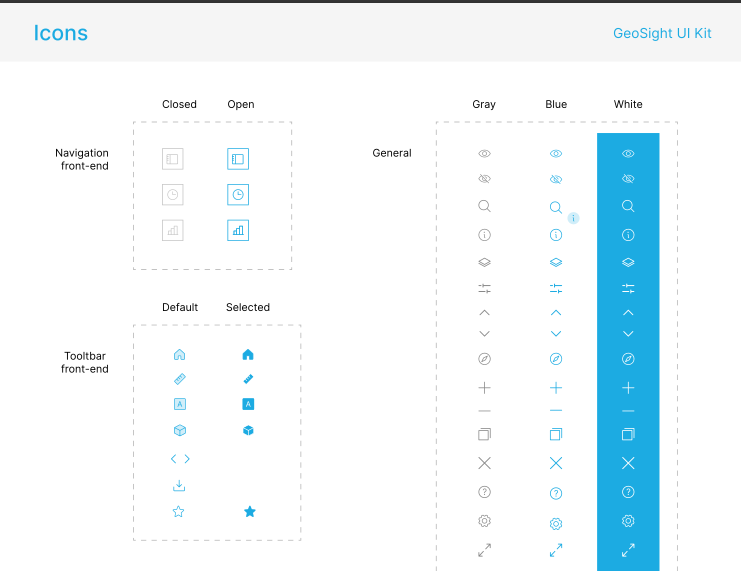 Icons
GeoSight UI Kit
Closed
Open
Navigation
front-end
Default
Selected
Tooltbar
front-end
A
A
Gray
Blue
White
General
i
i
i
i
?
?
?